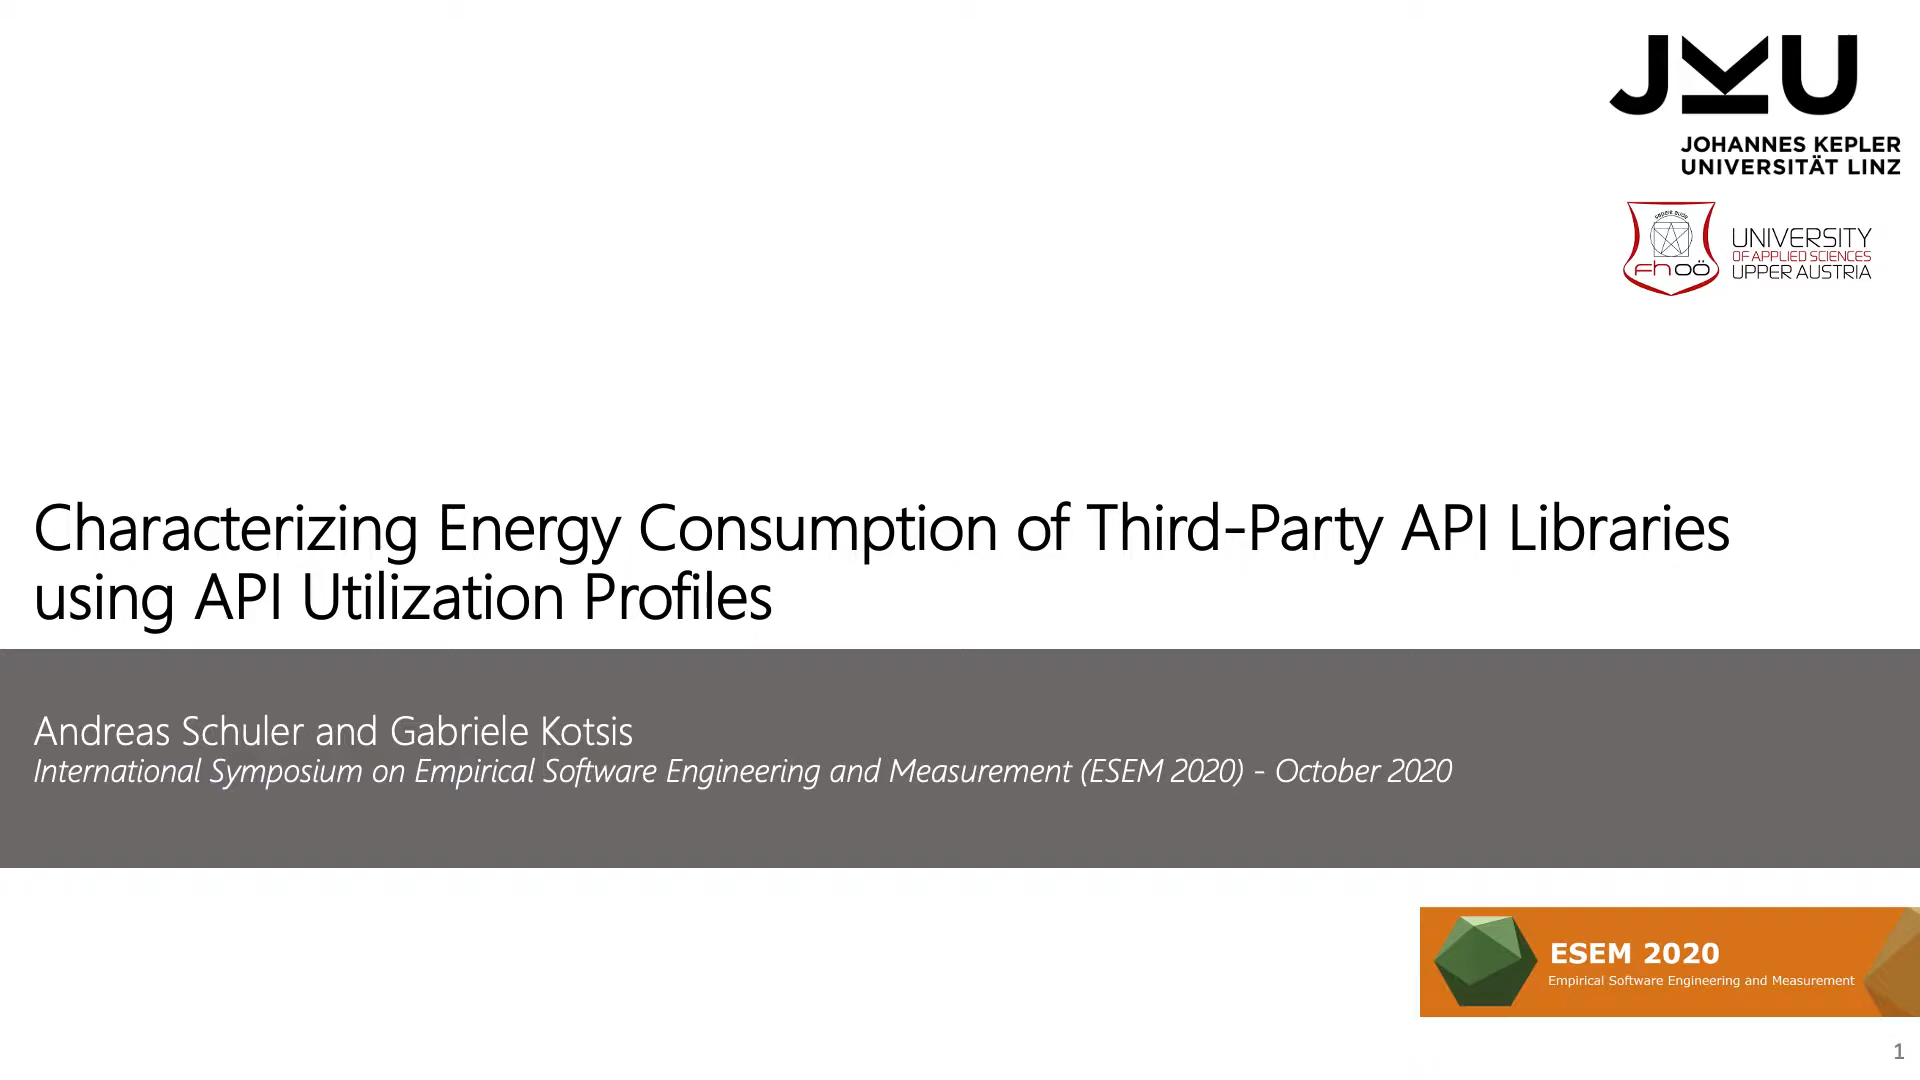 JKU
JOHANNES KEPLER
UNIVERSITÄT LINZ
UNIVERSITY
OF APPLIED SCIENCES
UPPER AUSTRIA
fh oö
Characterizing Energy Consumption of Third-Party API Libraries
using API Utilization Profiles
Andreas Schuler and Gabriele Kotsis
International Symposium on Empirical Software Engineering and Measurement (ESEM 2020) - October 2020
ESEM 2020
Empirical Software Engineering and Measurement
1